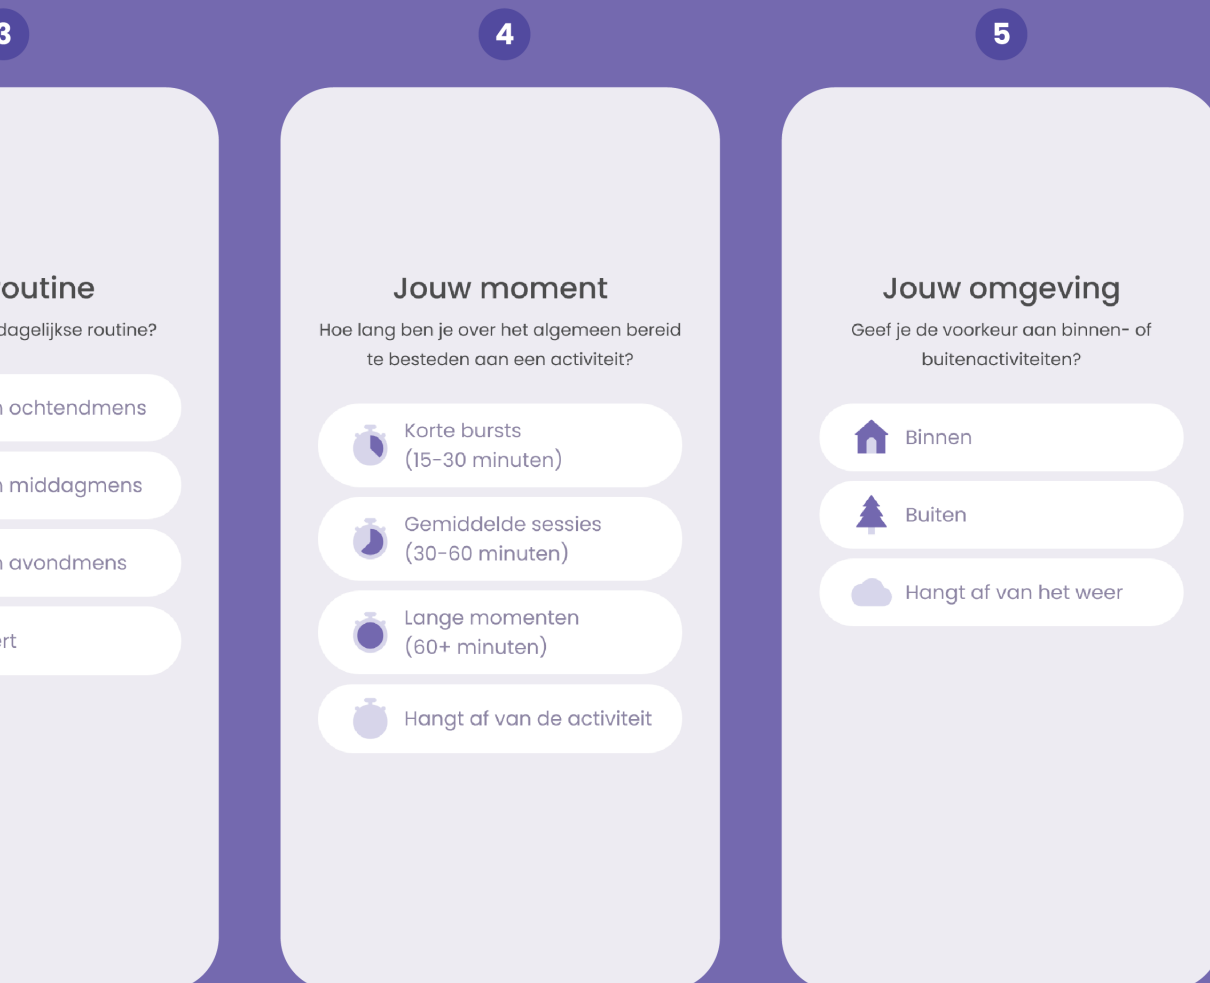 3
outine
dagelijkse routine?
ochtendmens
middagmens
avondmens
rt
4
Jouw moment
Hoe lang ben je over het algemeen bereid
te besteden aan een activiteit?
Korte bursts
(15-30 minuten)
Gemiddelde sessies
(30-60 minuten)
Lange momenten
(60+ minuten)
Hangt af van de activiteit
5
Jouw omgeving
Geef je de voorkeur aan binnen- of
buitenactiviteiten?
Binnen
Buiten
Hangt af van het weer